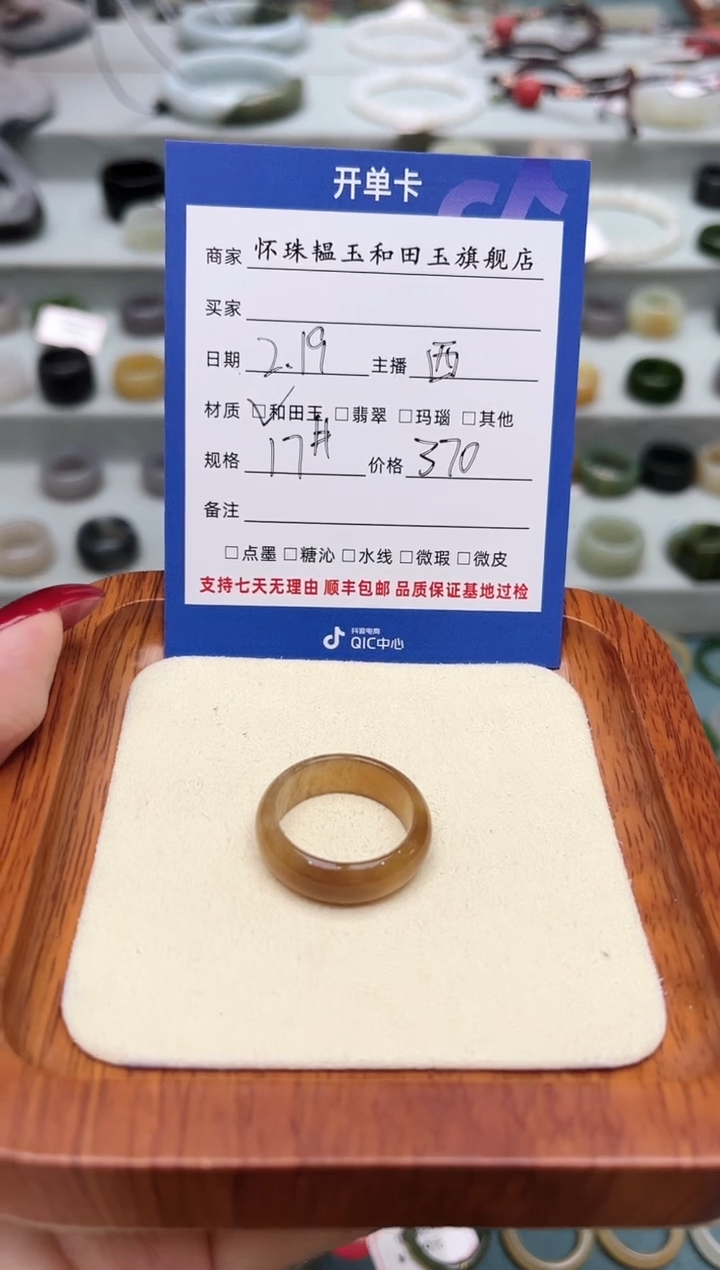 开单卡
商家 怀珠韫玉和田玉旗舰店
买家
日期 2.19 主播 西
材质 ☑和田玉 □翡翠 □玛瑙 □其他
规格 17# 价格 370
备注
□点墨 □糖沁 □水线 □微瑕 □微皮
支持七天无理由 顺丰包邮 品质保证基地过检
抖音电商
QIC中心